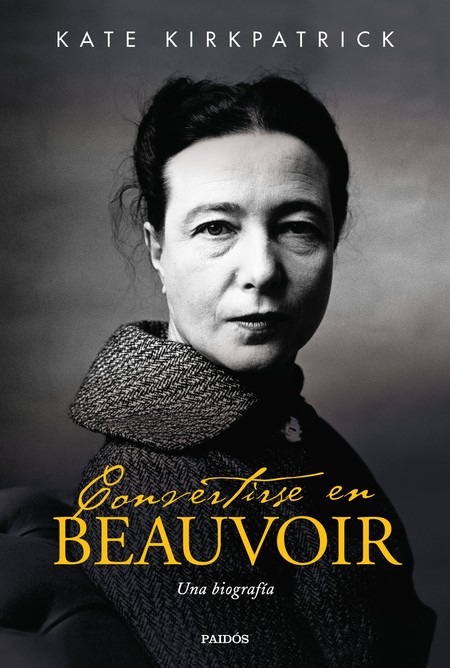 KATE KIRKPATRICK
Convertirse en
BEAUVOIR
Una biografía
PAIDÓS